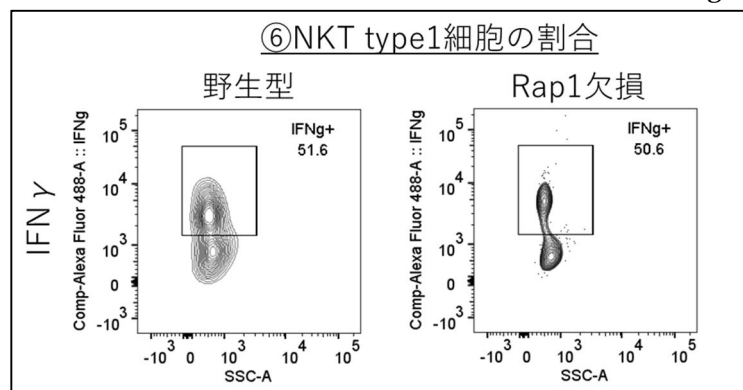 ⑥NKT type1細胞の割合
野生型
Rap1欠損
IFNγ
Comp-Alexa Fluor 488-A :: IFNg
10^5
10^4
10^3
0
-10^3
IFNg+
51.6
-10^3
0
10^3
10^4
10^5
SSC-A
Comp-Alexa Fluor 488-A :: IFNg
10^5
10^4
10^3
0
-10^3
IFNg+
50.6
-10^3
0
10^3
10^4
10^5
SSC-A